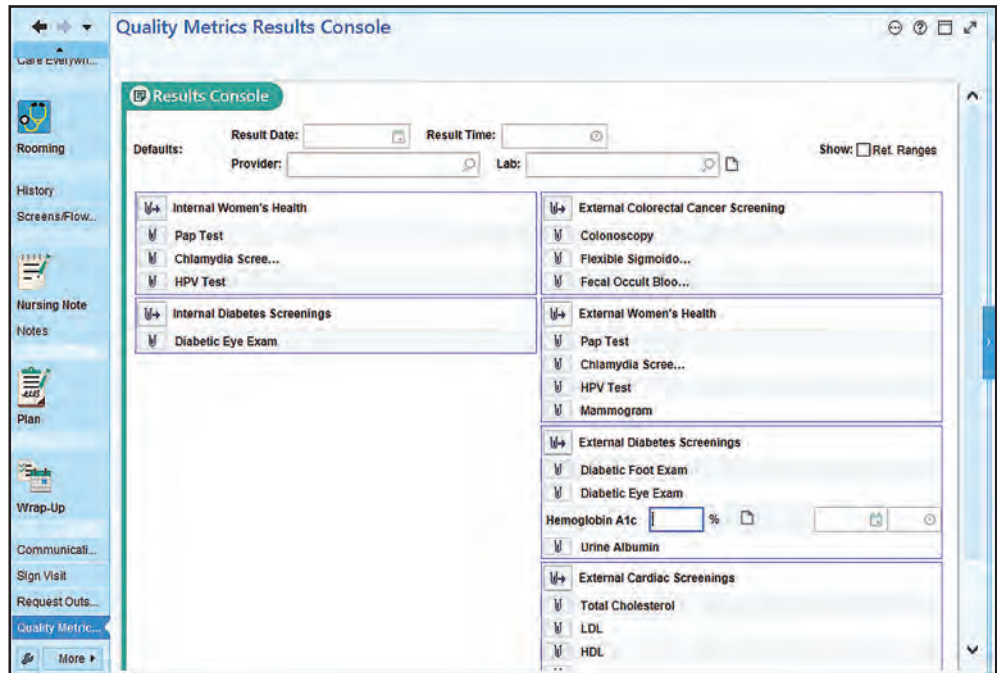 Quality Metrics Results Console
Care Everywh...
Rooming
History
Screens/Flow...
Nursing Note
Notes
Plan
Wrap-Up
Communicati...
Sign Visit
Request Outs...
Quality Metric...
More
Results Console
Defaults:
Result Date:
Result Time:
Provider:
Lab:
Show:
Ref. Ranges
Internal Women's Health
Pap Test
Chlamydia Scree...
HPV Test
Internal Diabetes Screenings
Diabetic Eye Exam
External Colorectal Cancer Screening
Colonoscopy
Flexible Sigmoido...
Fecal Occult Bloo...
External Women's Health
Pap Test
Chlamydia Scree...
HPV Test
Mammogram
External Diabetes Screenings
Diabetic Foot Exam
Diabetic Eye Exam
Hemoglobin A1c %
Urine Albumin
External Cardiac Screenings
Total Cholesterol
LDL
HDL